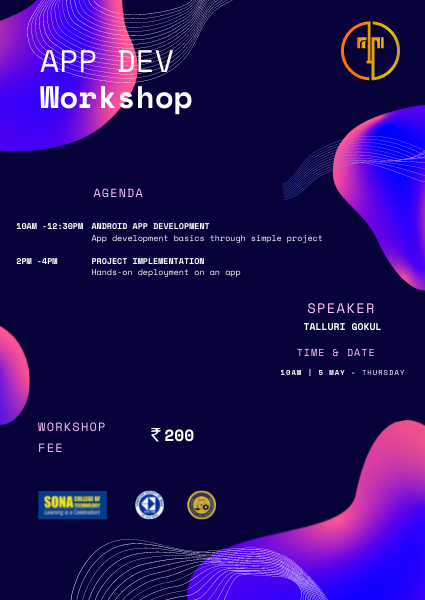 APP DEV
Workshop
AGENDA
10AM -12:30PM ANDROID APP DEVELOPMENT
App development basics through simple project
2PM -4PM PROJECT IMPLEMENTATION
Hands-on deployment on an app
SPEAKER
TALLURI GOKUL
TIME & DATE
10AM | 5 MAY - THURSDAY
WORKSHOP
FEE
₹200
SONA COLLEGE OF
TECHNOLOGY
Learning is a Celebration!